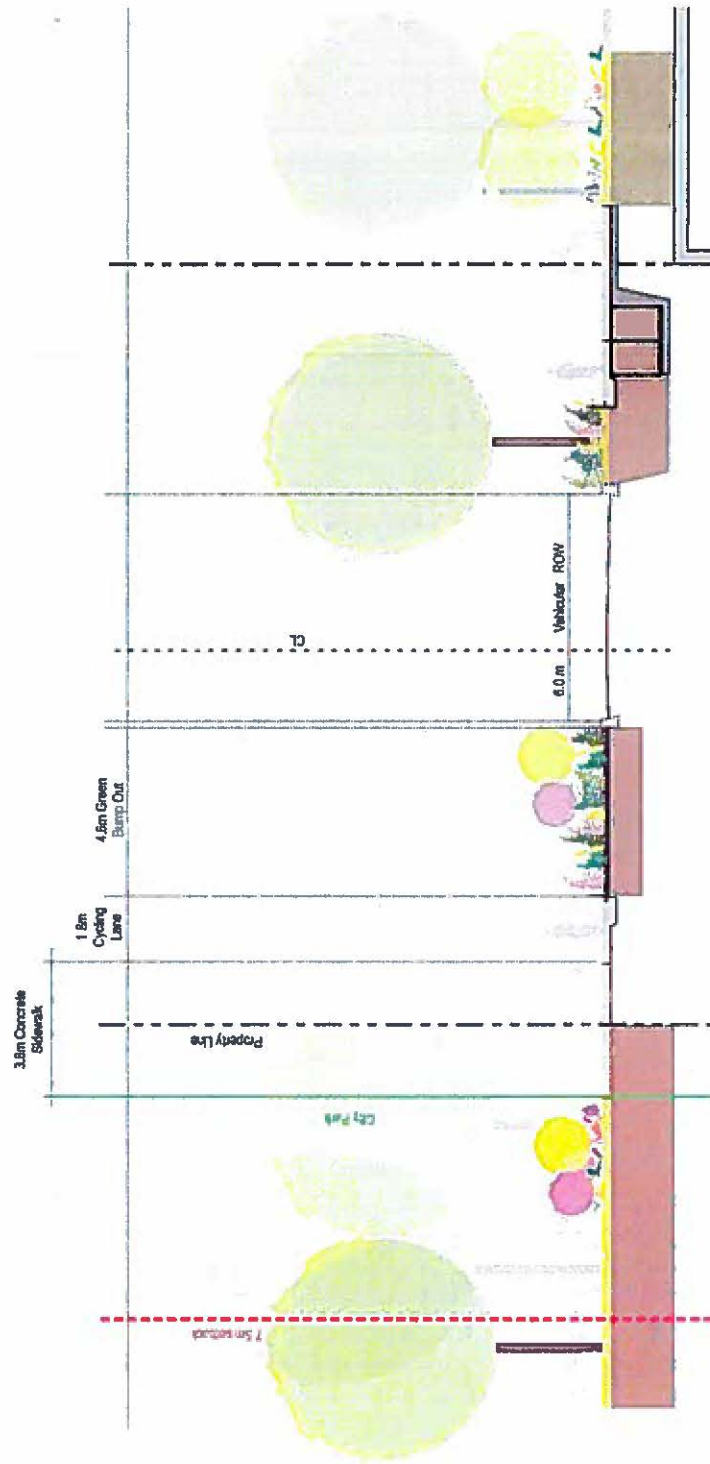 3.8m Concrete
Sidewalk
1.8m
Cycling
Lane
4.6m Green
Bump Out
Property Line
City Park
7.5m setback
CL
6.0 m Vehicular ROW